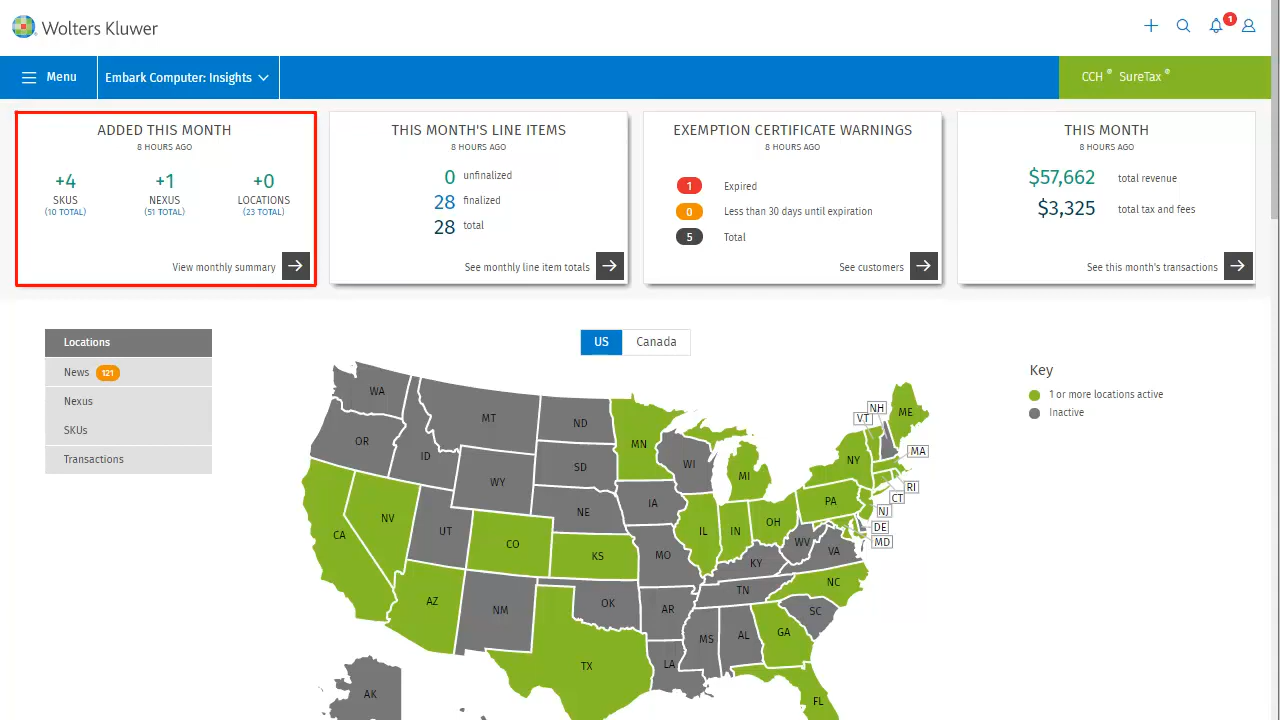 Wolters Kluwer
1
Menu
Embark Computer: Insights
CCH ® SureTax ®
ADDED THIS MONTH
8 HOURS AGO
+4
SKUS
(10 TOTAL)
+1
NEXUS
(51 TOTAL)
+0
LOCATIONS
(23 TOTAL)
View monthly summary
THIS MONTH'S LINE ITEMS
8 HOURS AGO
0 unfinalized
28 finalized
28 total
See monthly line item totals
EXEMPTION CERTIFICATE WARNINGS
8 HOURS AGO
1 Expired
0 Less than 30 days until expiration
5 Total
See customers
THIS MONTH
8 HOURS AGO
$57,662 total revenue
$3,325 total tax and fees
See this month's transactions
Locations
News 121
Nexus
SKUs
Transactions
US
Canada
Key
1 or more locations active
Inactive
WA
MT
ND
MN
OR
ID
SD
WI
WY
MI
NY
VT
NH
ME
MA
RI
CT
NJ
DE
MD
NV
UT
NE
IA
PA
CA
CO
KS
MO
IL
IN
OH
WV
VA
KY
AZ
NM
OK
AR
TN
NC
SC
MS
AL
GA
TX
LA
AK
FL